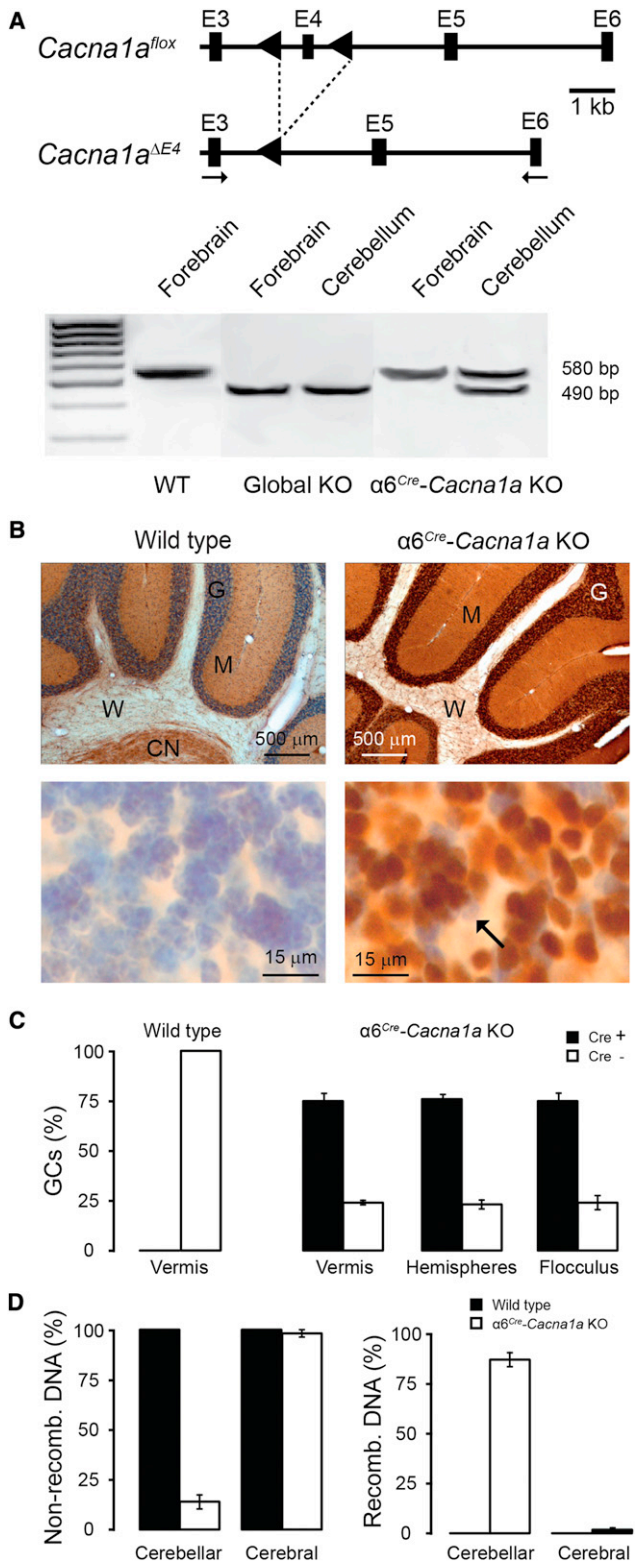 A
Cacna1a^flox
E3 E4 E5 E6
1 kb
Cacna1a^ΔE4
E3 E5 E6
Forebrain Forebrain Cerebellum Forebrain Cerebellum
580 bp
490 bp
WT Global KO α6^Cre-Cacna1a KO
B
Wild type α6^Cre-Cacna1a KO
G
M
W
CN
500 μm
G
M
W
500 μm
15 μm
15 μm
C
Wild type α6^Cre-Cacna1a KO
Cre +
Cre -
GCs (%)
100
75
50
25
0
Vermis Vermis Hemispheres Flocculus
D
Wild type
α6^Cre-Cacna1a KO
Non-recomb. DNA (%)
100
75
50
25
0
Cerebellar Cerebral
Recomb. DNA (%)
100
75
50
25
0
Cerebellar Cerebral